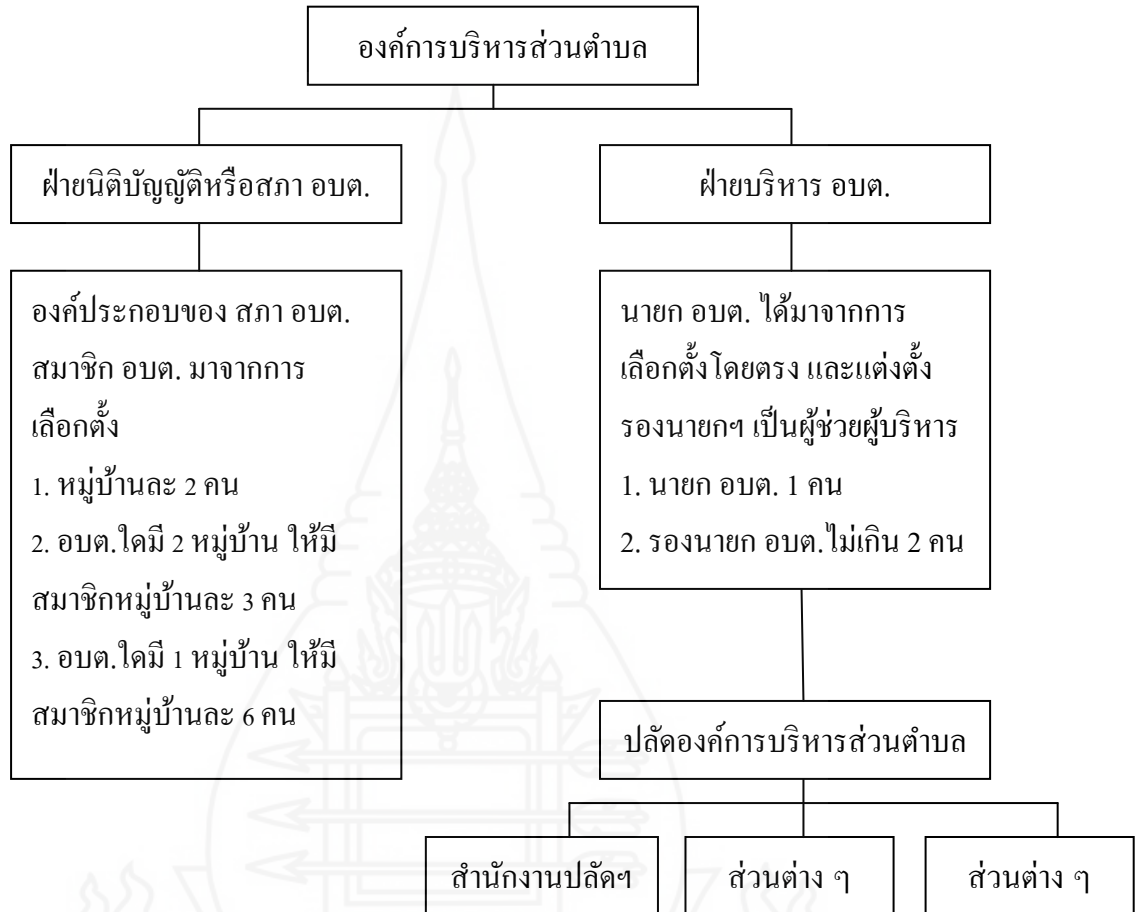 องค์การบริหารส่วนตำบล
ฝ่ายนิติบัญญัติหรือสภา อบต.
ฝ่ายบริหาร อบต.
องค์ประกอบของ สภา อบต.
สมาชิก อบต. มาจากการ
เลือกตั้ง
1. หมู่บ้านละ 2 คน
2. อบต.ใดมี 2 หมู่บ้าน ให้มี
สมาชิกหมู่บ้านละ 3 คน
3. อบต.ใดมี 1 หมู่บ้าน ให้มี
สมาชิกหมู่บ้านละ 6 คน
นายก อบต. ได้มาจากการ
เลือกตั้งโดยตรง และแต่งตั้ง
รองนายกฯ เป็นผู้ช่วยผู้บริหาร
1. นายก อบต. 1 คน
2. รองนายก อบต.ไม่เกิน 2 คน
ปลัดองค์การบริหารส่วนตำบล
สำนักงานปลัดฯ
ส่วนต่าง ๆ
ส่วนต่าง ๆ